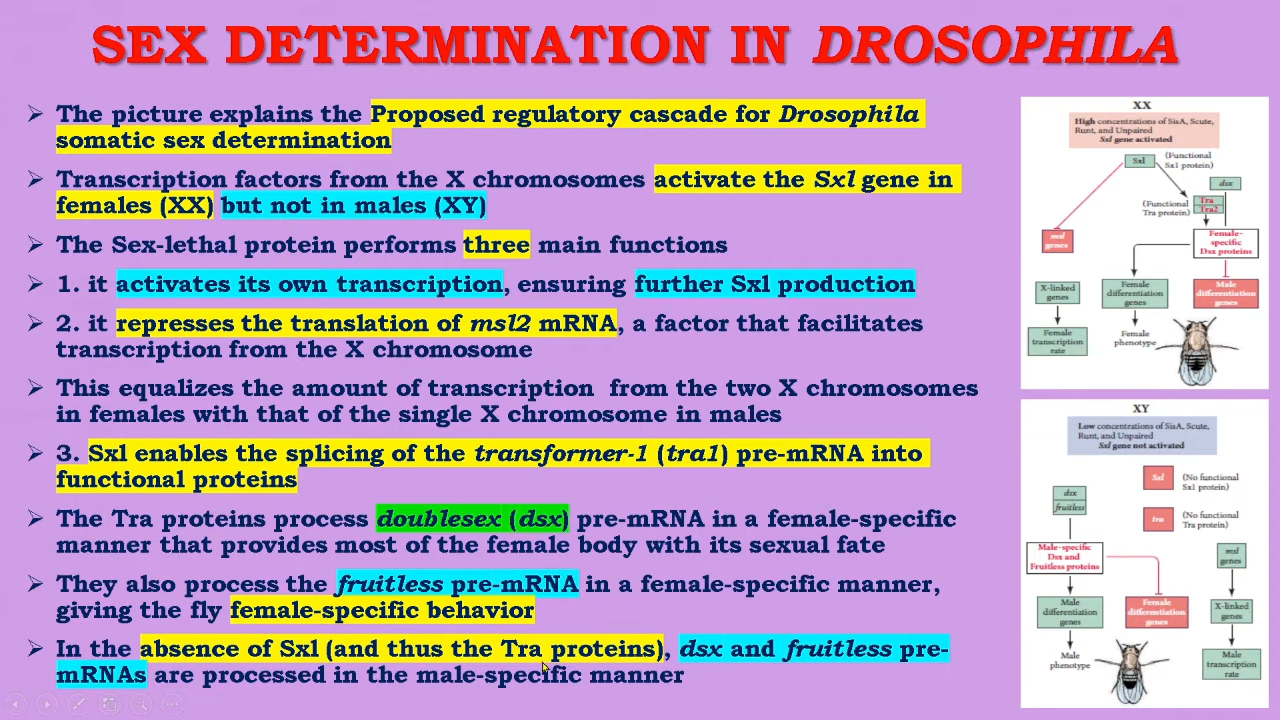 SEX DETERMINATION IN DROSOPHILA
➢ The picture explains the Proposed regulatory cascade for Drosophila
somatic sex determination
➢ Transcription factors from the X chromosomes activate the Sxl gene in
females (XX) but not in males (XY)
➢ The Sex-lethal protein performs three main functions
➢ 1. it activates its own transcription, ensuring further Sxl production
➢ 2. it represses the translation of msl2 mRNA, a factor that facilitates
transcription from the X chromosome
➢ This equalizes the amount of transcription from the two X chromosomes
in females with that of the single X chromosome in males
➢ 3. Sxl enables the splicing of the transformer-1 (tra1) pre-mRNA into
functional proteins
➢ The Tra proteins process doublesex (dsx) pre-mRNA in a female-specific
manner that provides most of the female body with its sexual fate
➢ They also process the fruitless pre-mRNA in a female-specific manner,
giving the fly female-specific behavior
➢ In the absence of Sxl (and thus the Tra proteins), dsx and fruitless pre-
mRNAs are processed in he male-specific manner
XX
High concentrations of SisA, Scute,
Runt, and Unpaired
Sxl gene activated
Sxl
(Functional
Sx1 protein)
dsx
(Functional
Tra protein)
Tra
Tra2
msl
genes
Female-
specific
Dsx proteins
X-linked
genes
Female
differentiation
genes
Male
differentiation
genes
Female
transcription
rate
Female
phenotype
XY
Low concentrations of SisA, Scute,
Runt, and Unpaired
Sxl gene not activated
Sxl
(No functional
Sx1 protein)
dsx
fruitless
tra
(No functional
Tra protein)
Male-specific
Dsx and
Fruitless proteins
msl
genes
Male
differentiation
genes
Female
differentiation
genes
X-linked
genes
Male
phenotype
Male
transcription
rate